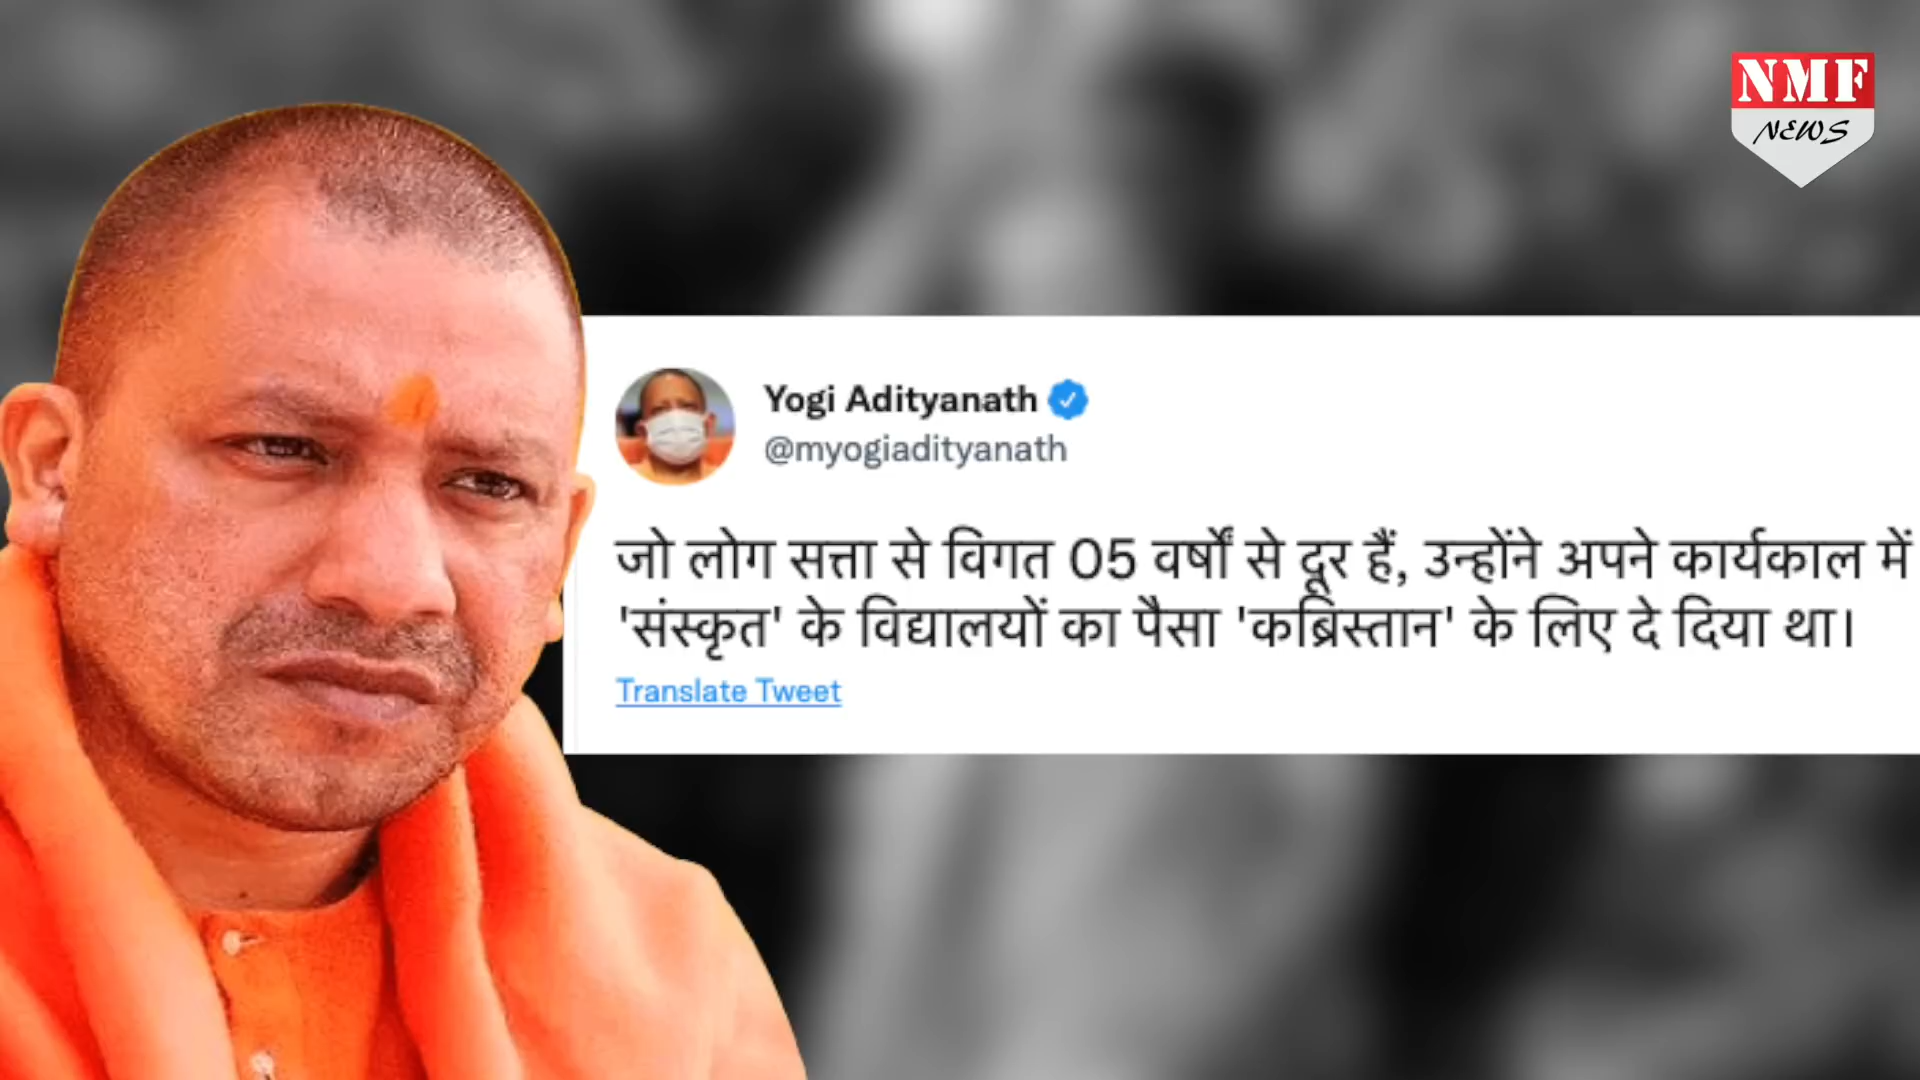 NMF
NEWS
Yogi Adityanath
@myogiadityanath
जो लोग सत्ता से विगत 05 वर्षों से दूर हैं, उन्होंने अपने कार्यकाल में
'संस्कृत' के विद्यालयों का पैसा 'कब्रिस्तान' के लिए दे दिया था।
Translate Tweet